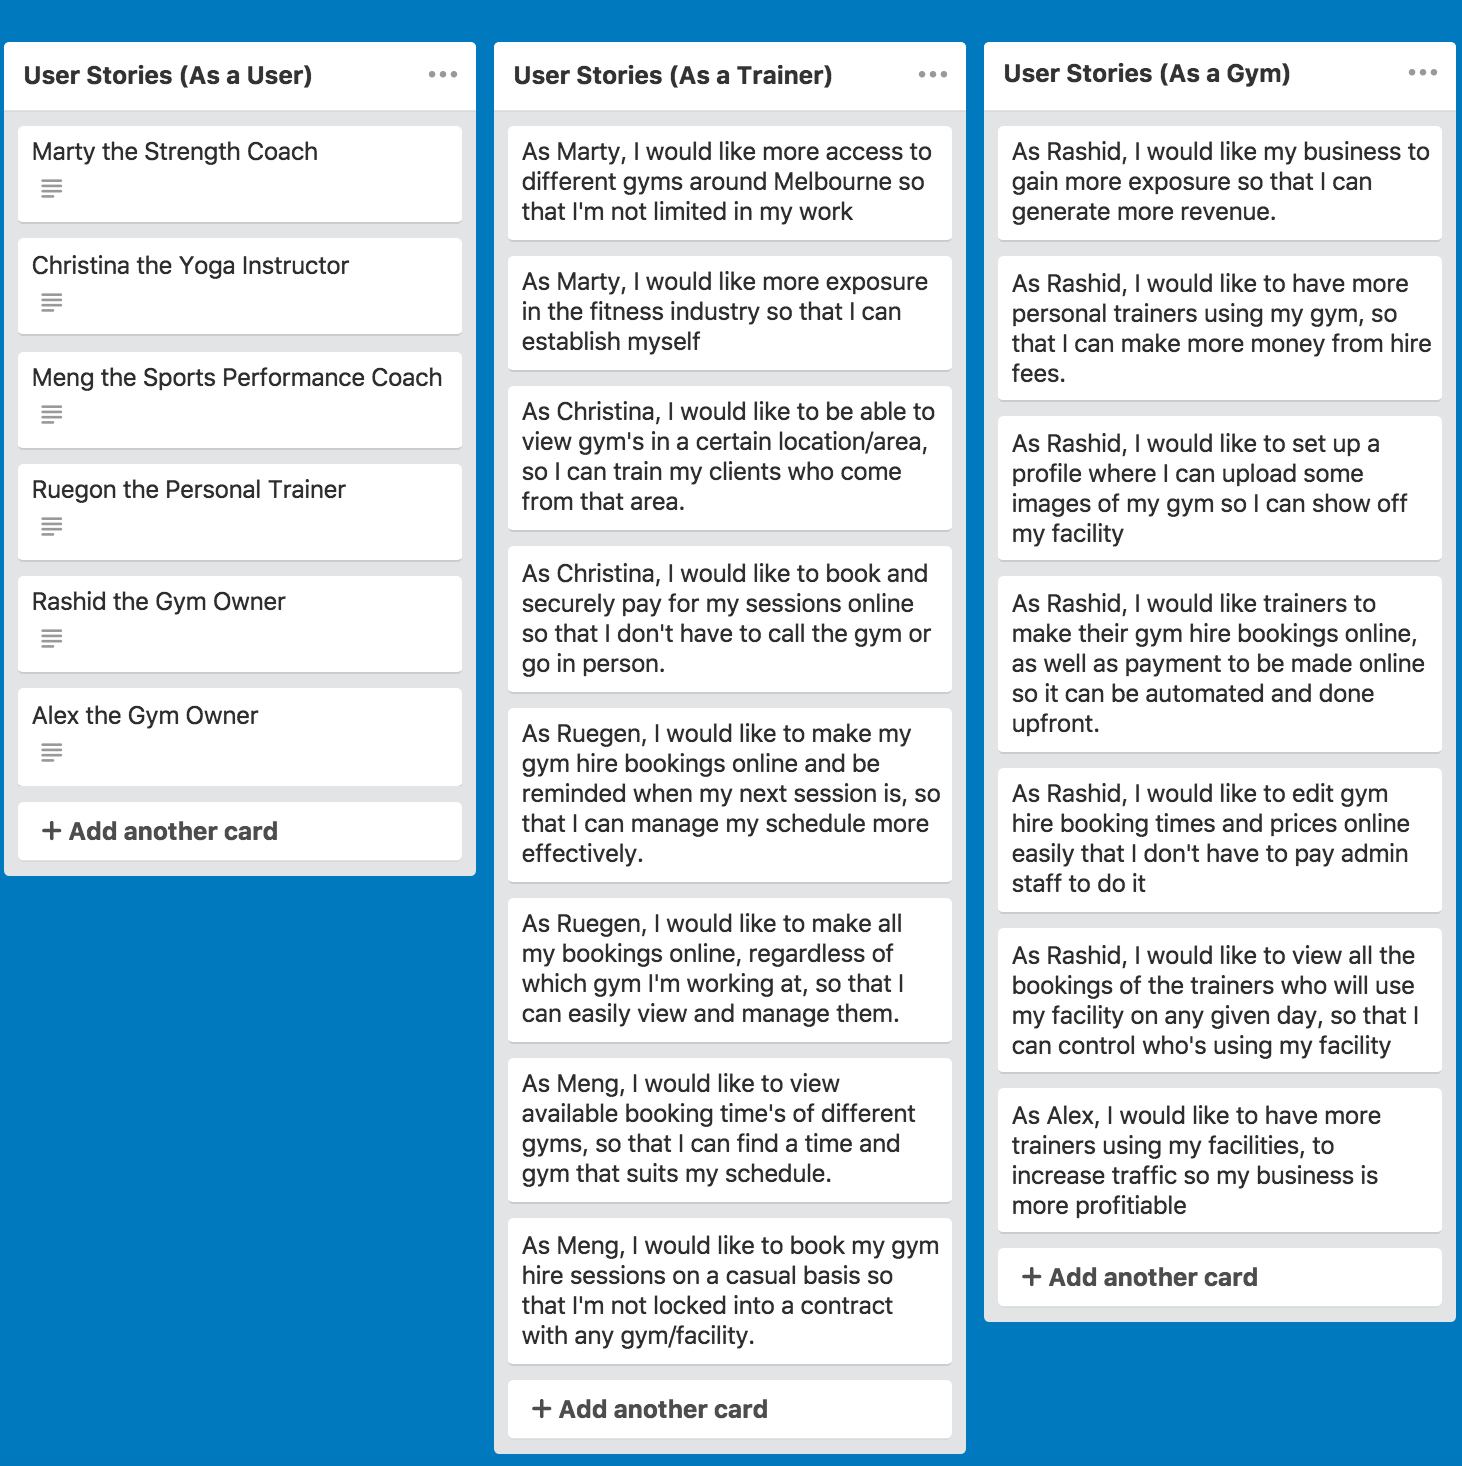 User Stories (As a User)
Marty the Strength Coach
Christina the Yoga Instructor
Meng the Sports Performance Coach
Ruegon the Personal Trainer
Rashid the Gym Owner
Alex the Gym Owner
+ Add another card
User Stories (As a Trainer)
As Marty, I would like more access to
different gyms around Melbourne so
that I'm not limited in my work
As Marty, I would like more exposure
in the fitness industry so that I can
establish myself
As Christina, I would like to be able to
view gym's in a certain location/area,
so I can train my clients who come
from that area.
As Christina, I would like to book and
securely pay for my sessions online
so that I don't have to call the gym or
go in person.
As Ruegen, I would like to make my
gym hire bookings online and be
reminded when my next session is, so
that I can manage my schedule more
effectively.
As Ruegen, I would like to make all
my bookings online, regardless of
which gym I'm working at, so that I
can easily view and manage them.
As Meng, I would like to view
available booking time's of different
gyms, so that I can find a time and
gym that suits my schedule.
As Meng, I would like to book my gym
hire sessions on a casual basis so
that I'm not locked into a contract
with any gym/facility.
+ Add another card
User Stories (As a Gym)
As Rashid, I would like my business to
gain more exposure so that I can
generate more revenue.
As Rashid, I would like to have more
personal trainers using my gym, so
that I can make more money from hire
fees.
As Rashid, I would like to set up a
profile where I can upload some
images of my gym so I can show off
my facility
As Rashid, I would like trainers to
make their gym hire bookings online,
as well as payment to be made online
so it can be automated and done
upfront.
As Rashid, I would like to edit gym
hire booking times and prices online
easily that I don't have to pay admin
staff to do it
As Rashid, I would like to view all the
bookings of the trainers who will use
my facility on any given day, so that I
can control who's using my facility
As Alex, I would like to have more
trainers using my facilities, to
increase traffic so my business is
more profitiable
+ Add another card